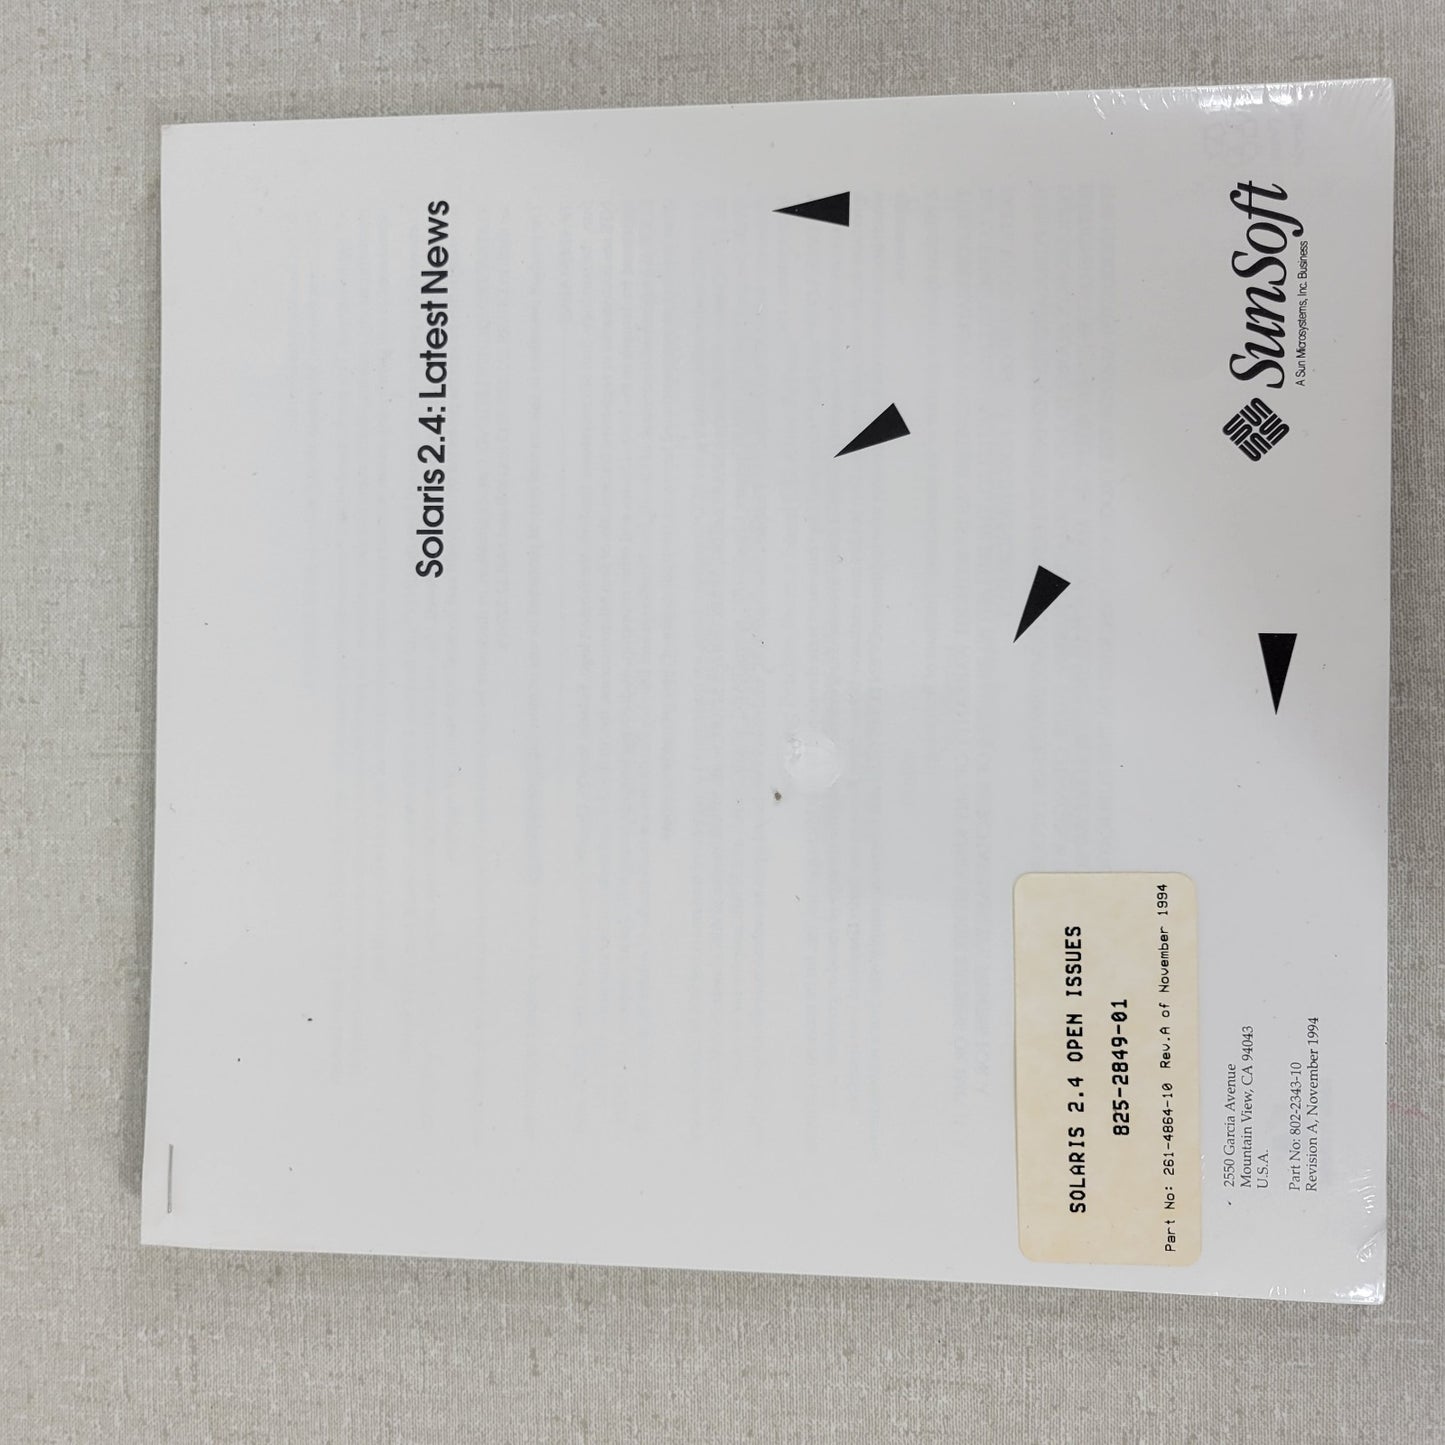 Solaris 2.4: Latest News
SOLARIS 2.4 OPEN ISSUES
825-2849-01
Part No: 261-4864-10 Rev.A of November 1994
2550 Garcia Avenue
Mountain View, CA 94043
U.S.A.
Part No: 802-2343-10
Revision A, November 1994
SunSoft
A Sun Microsystems, Inc. Business